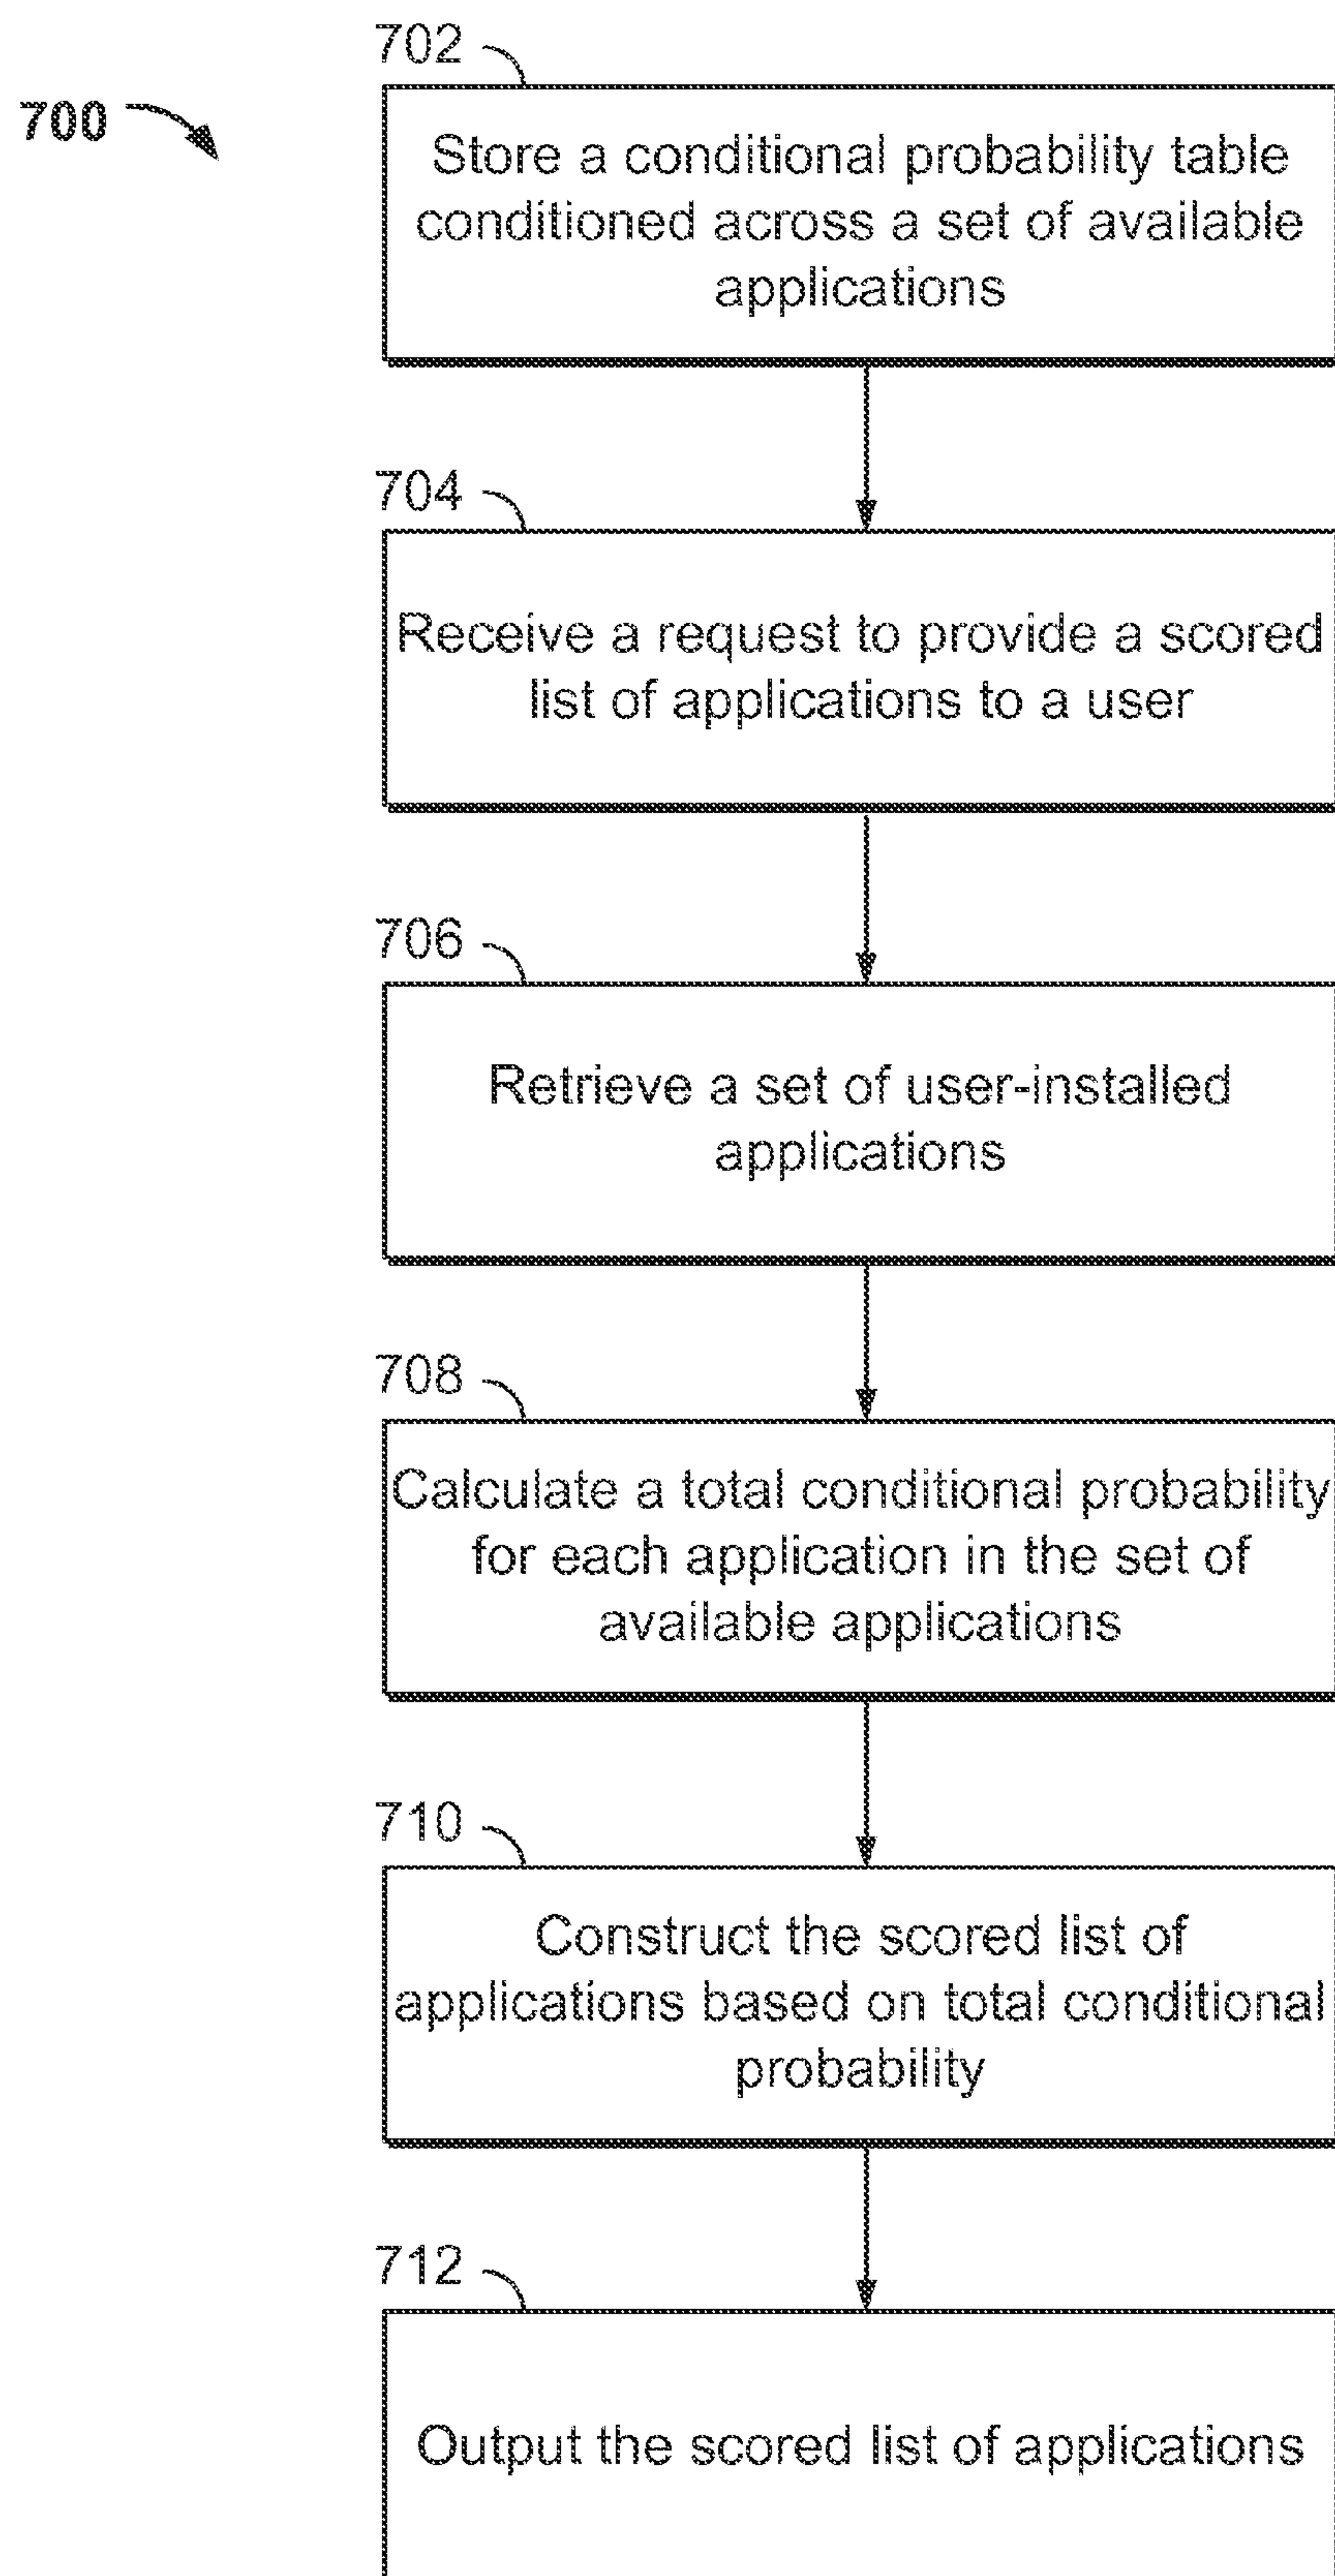 702
700
Store a conditional probability table
conditioned across a set of available
applications
704
Receive a request to provide a scored
list of applications to a user
706
Retrieve a set of user-installed
applications
708
Calculate a total conditional probability
for each application in the set of
available applications
710
Construct the scored list of
applications based on total conditional
probability
712
Output the scored list of applications